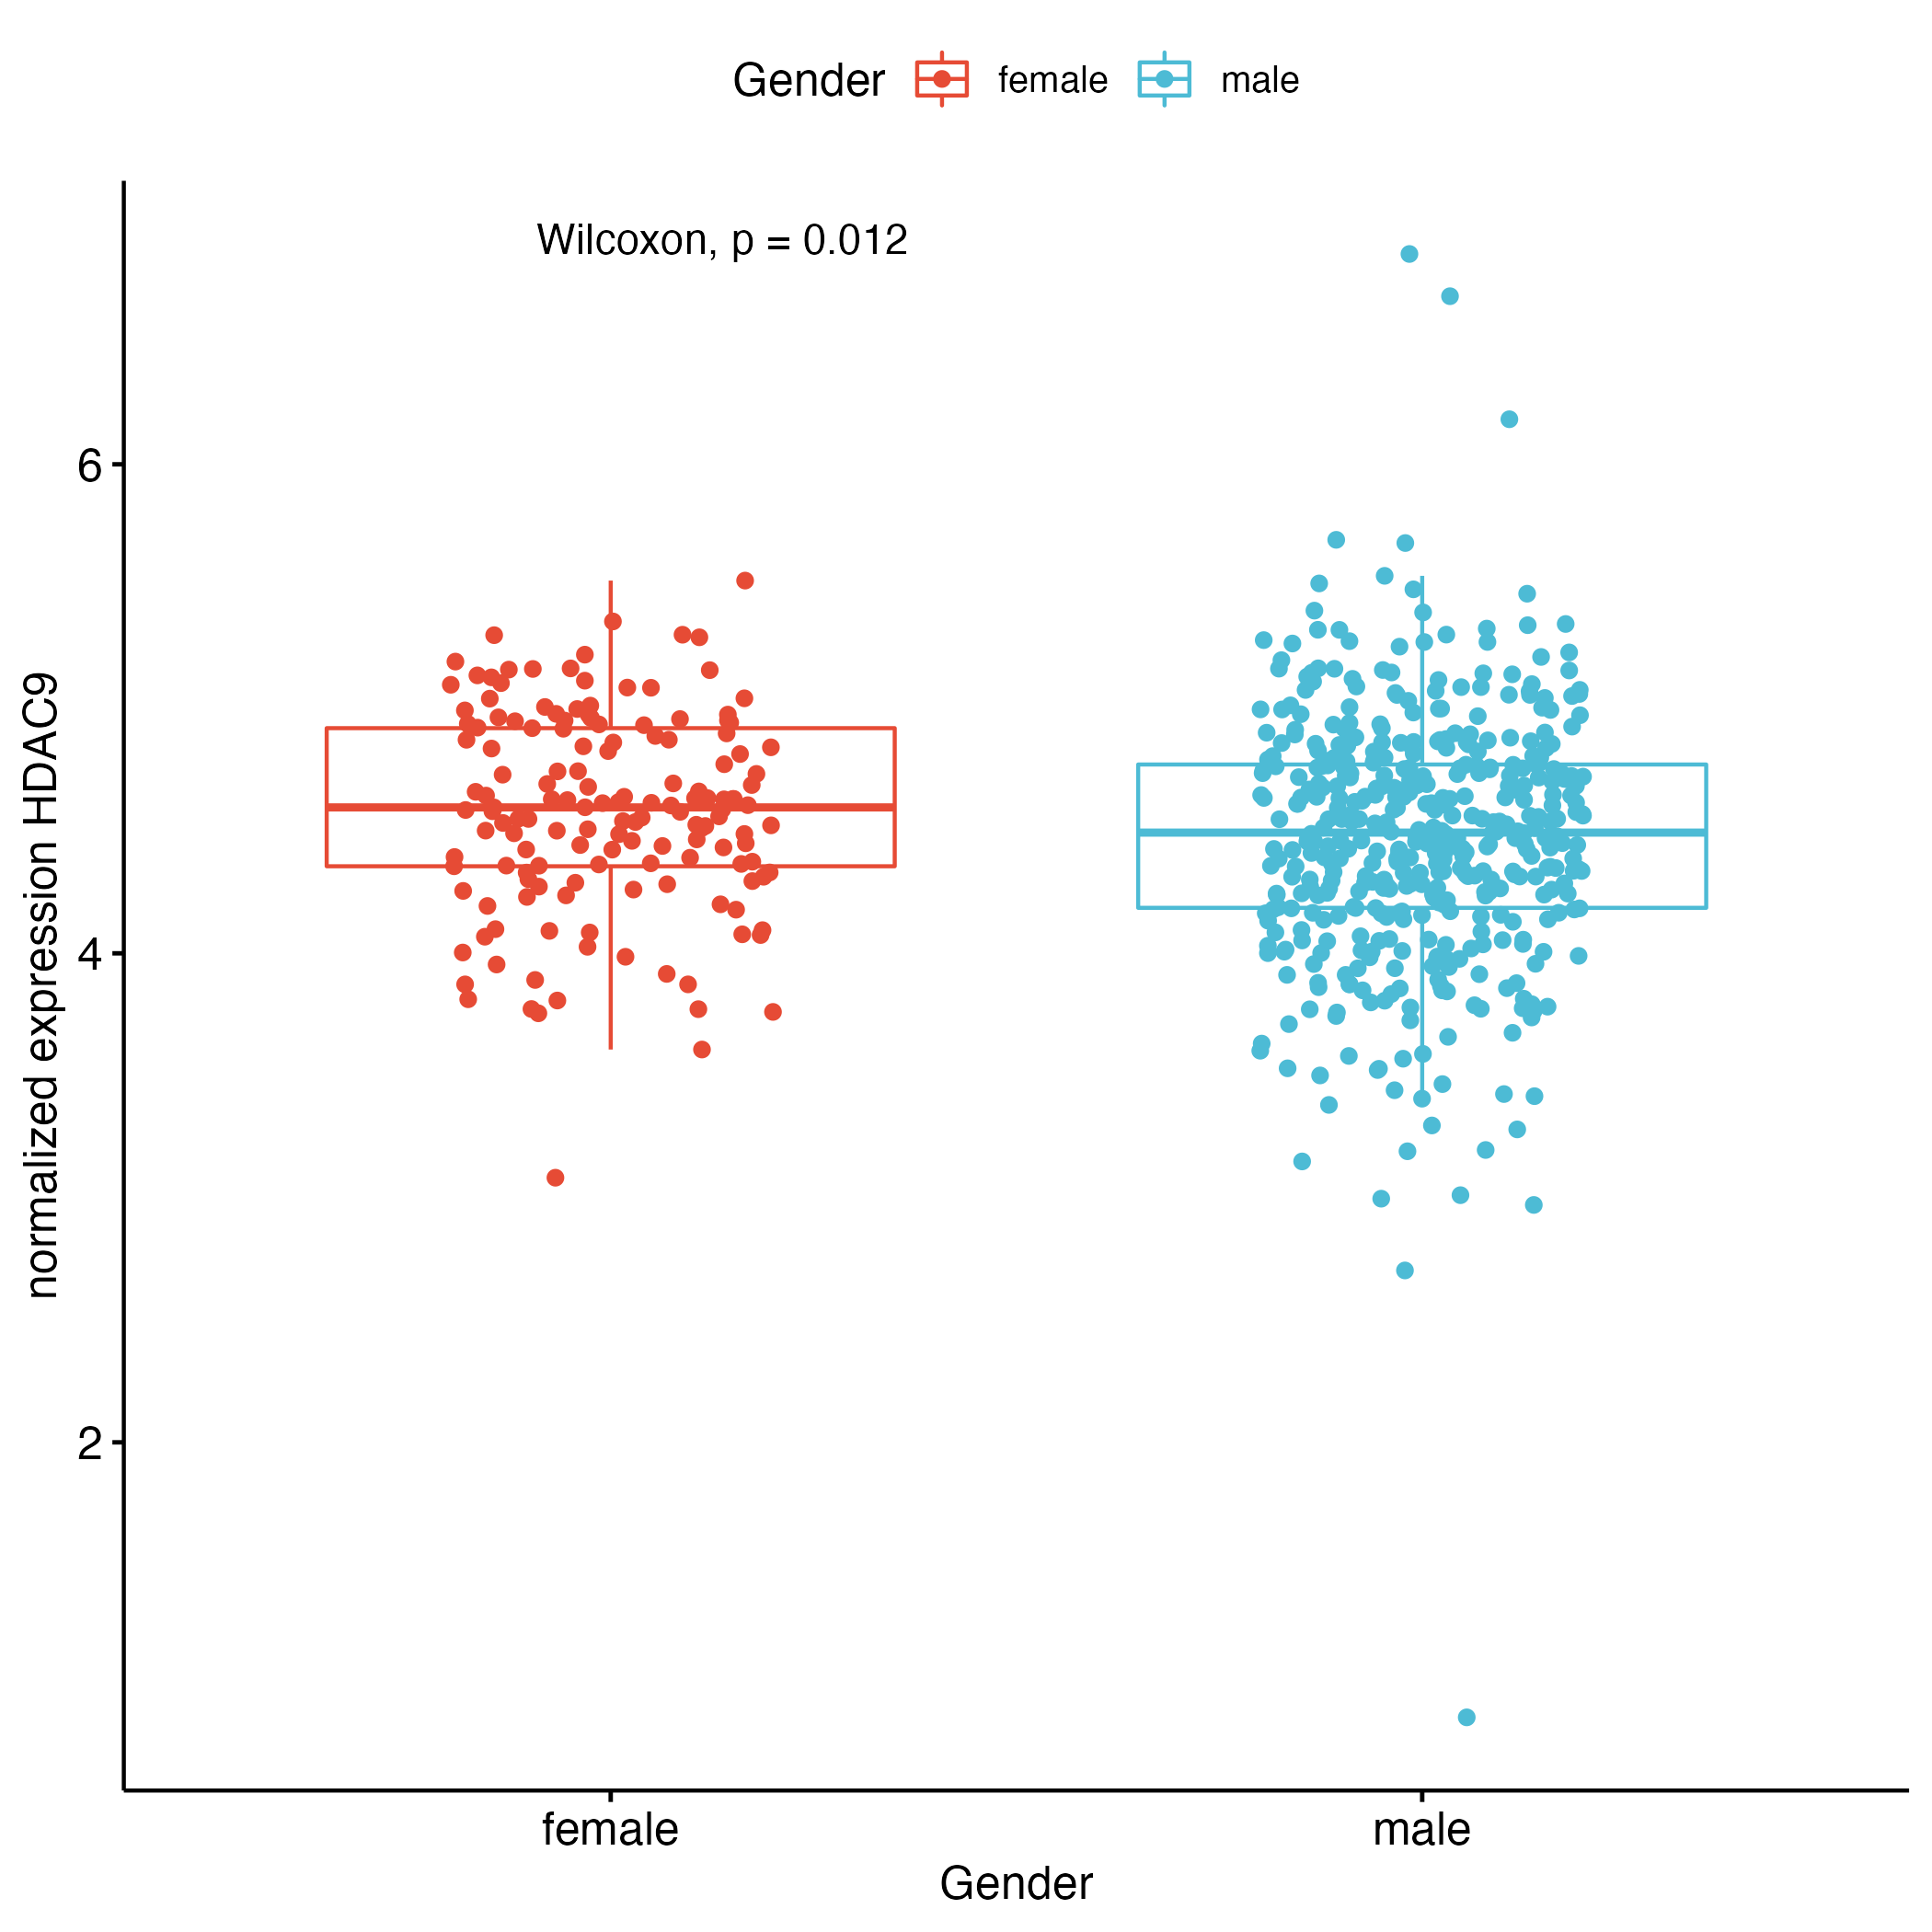 Gender female male
Wilcoxon, p = 0.012
normalized expression HDAC9
6
4
2
female male
Gender